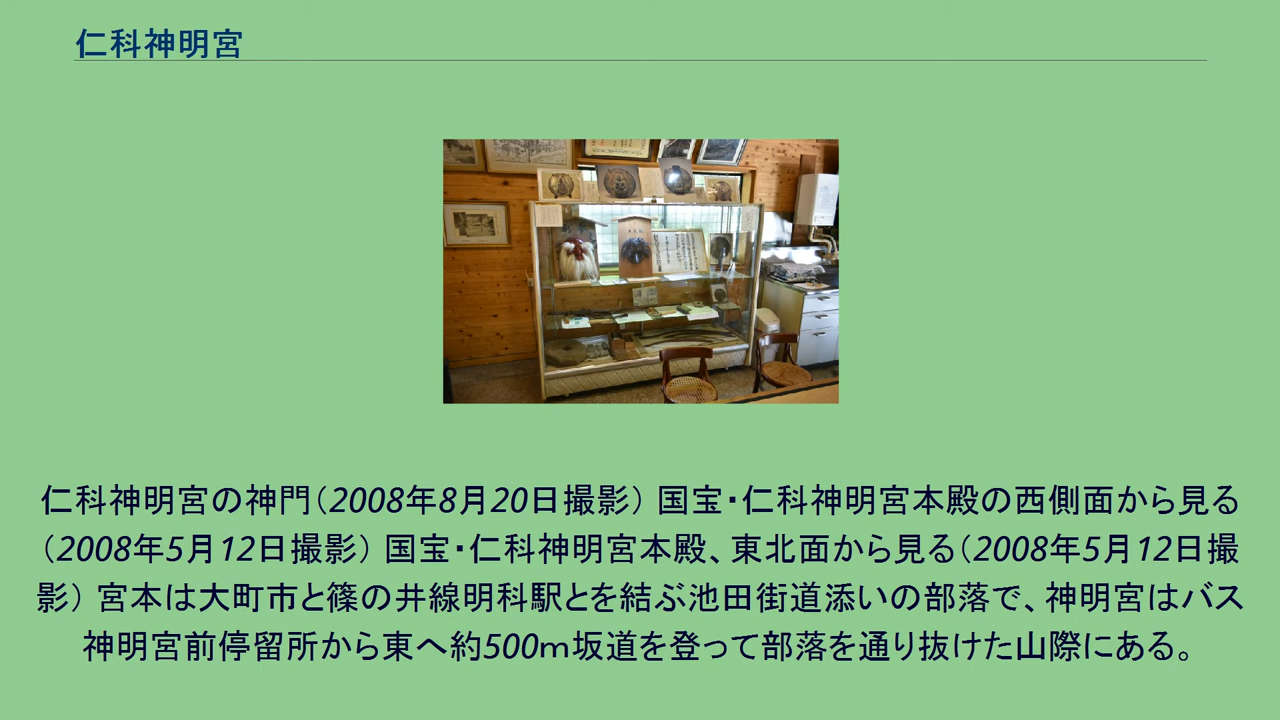 仁科神明宮
仁科神明宮の神門（2008年8月20日撮影） 国宝・仁科神明宮本殿の西側面から見る
（2008年5月12日撮影） 国宝・仁科神明宮本殿、東北面から見る（2008年5月12日撮
影） 宮本は大町市と篠の井線明科駅とを結ぶ池田街道添いの部落で、神明宮はバス
神明宮前停留所から東へ約500ｍ坂道を登って部落を通り抜けた山際にある。